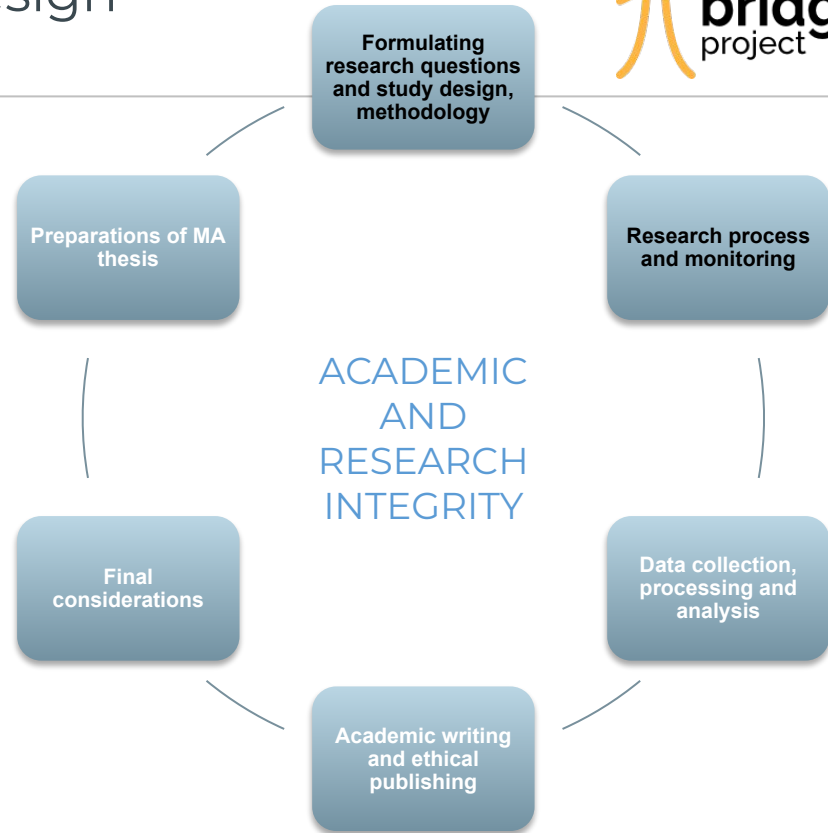 Formulating
research questions
and study design,
methodology
project
Preparations of MA
thesis
Research process
and monitoring
ACADEMIC
AND
RESEARCH
INTEGRITY
Final
considerations
Data collection,
processing and
analysis
Academic writing
and ethical
publishing